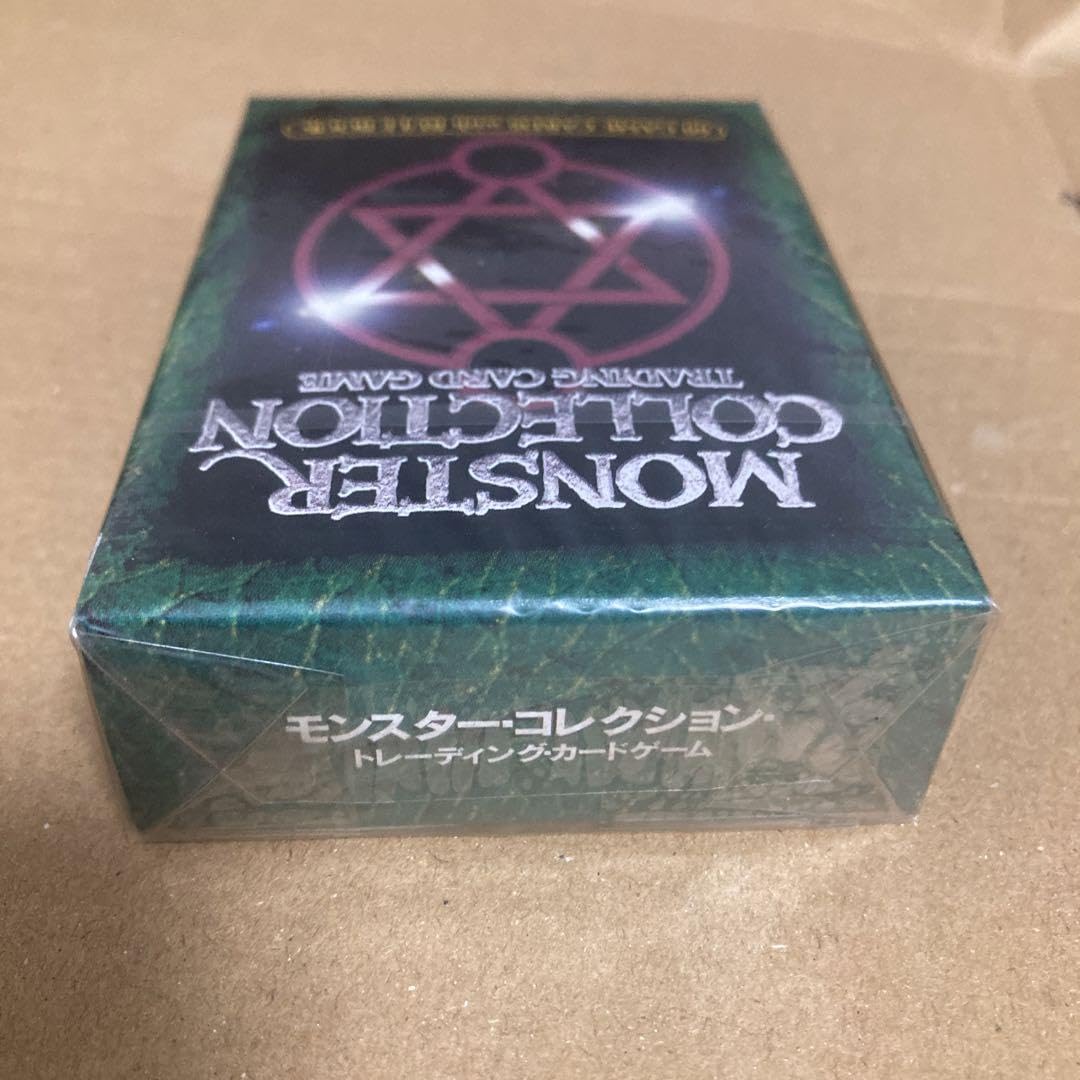 MONSTER
COLLECTION
TRADING CARD GAME
モンスター・コレクション・
トレーディング・カードゲーム